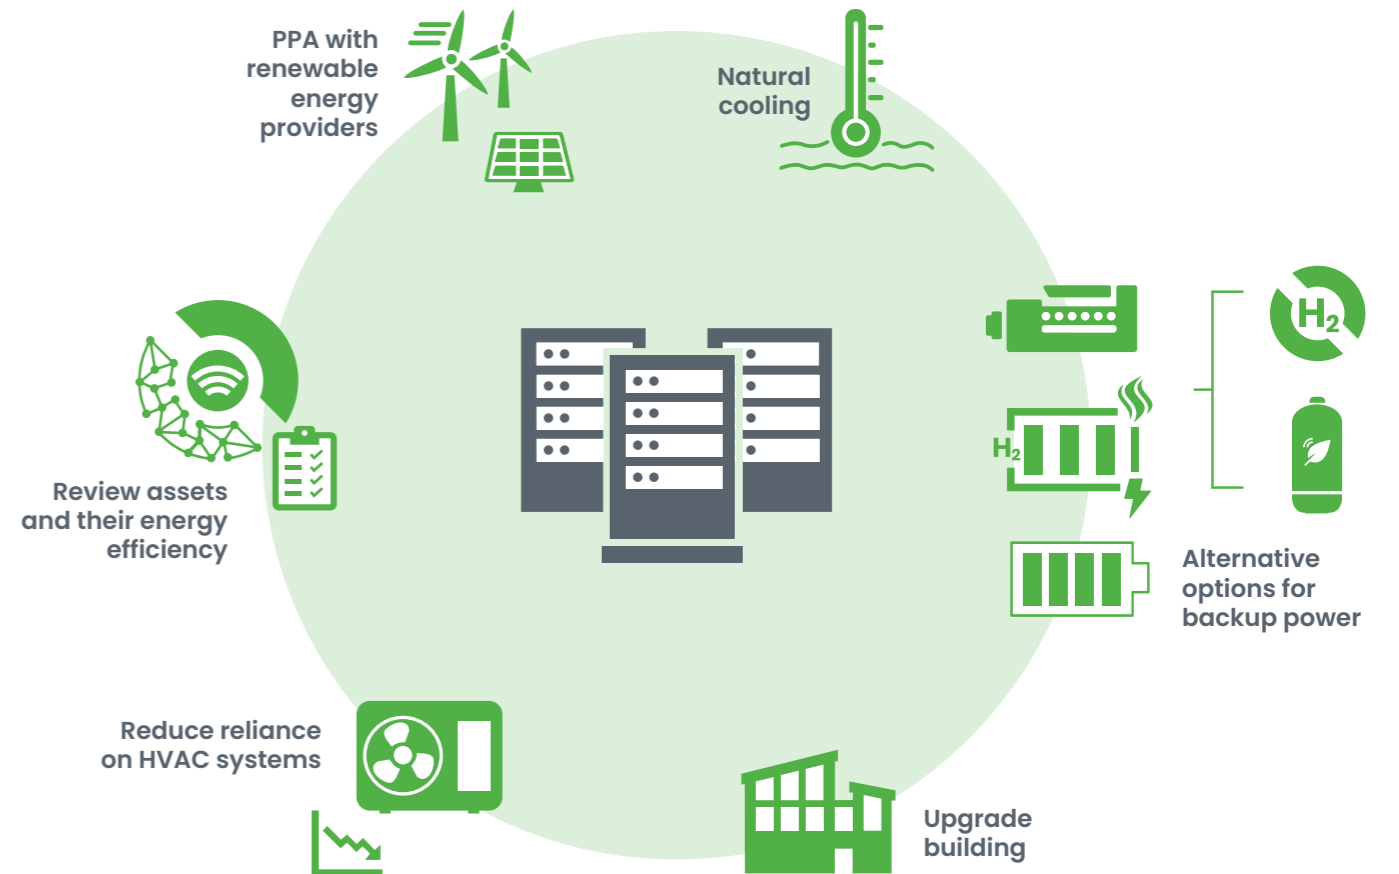 PPA with
renewable
energy
providers
Natural
cooling
H2
H2
Alternative
options for
backup power
Review assets
and their energy
efficiency
Reduce reliance
on HVAC systems
Upgrade
building